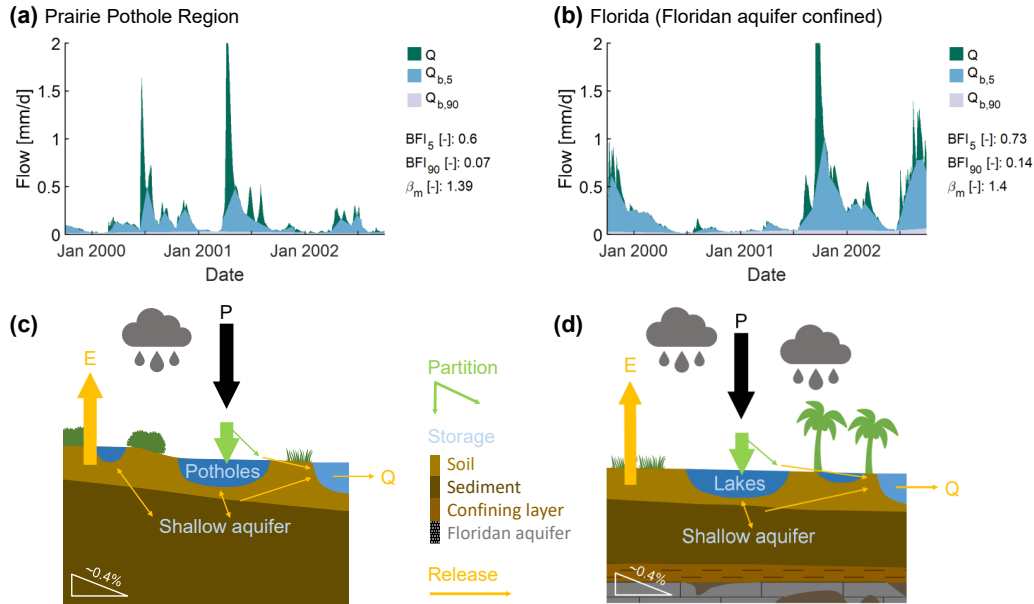 (a) Prairie Pothole Region
2
1.5
1
0.5
0
Flow [mm/d]
Jan 2000
Jan 2001
Jan 2002
Date
Q
Qb,5
Qb,90
BFI5 [-]: 0.6
BFI90 [-]: 0.07
βm [-]: 1.39
(b) Florida (Floridan aquifer confined)
2
1.5
1
0.5
0
Flow [mm/d]
Jan 2000
Jan 2001
Jan 2002
Date
Q
Qb,5
Qb,90
BFI5 [-]: 0.73
BFI90 [-]: 0.14
βm [-]: 1.4
(c)
P
E
Potholes
Q
Shallow aquifer
~0.4%
Partition
Storage
Soil
Sediment
Confining layer
Floridan aquifer
Release
(d)
P
E
Lakes
Q
Shallow aquifer
~0.4%